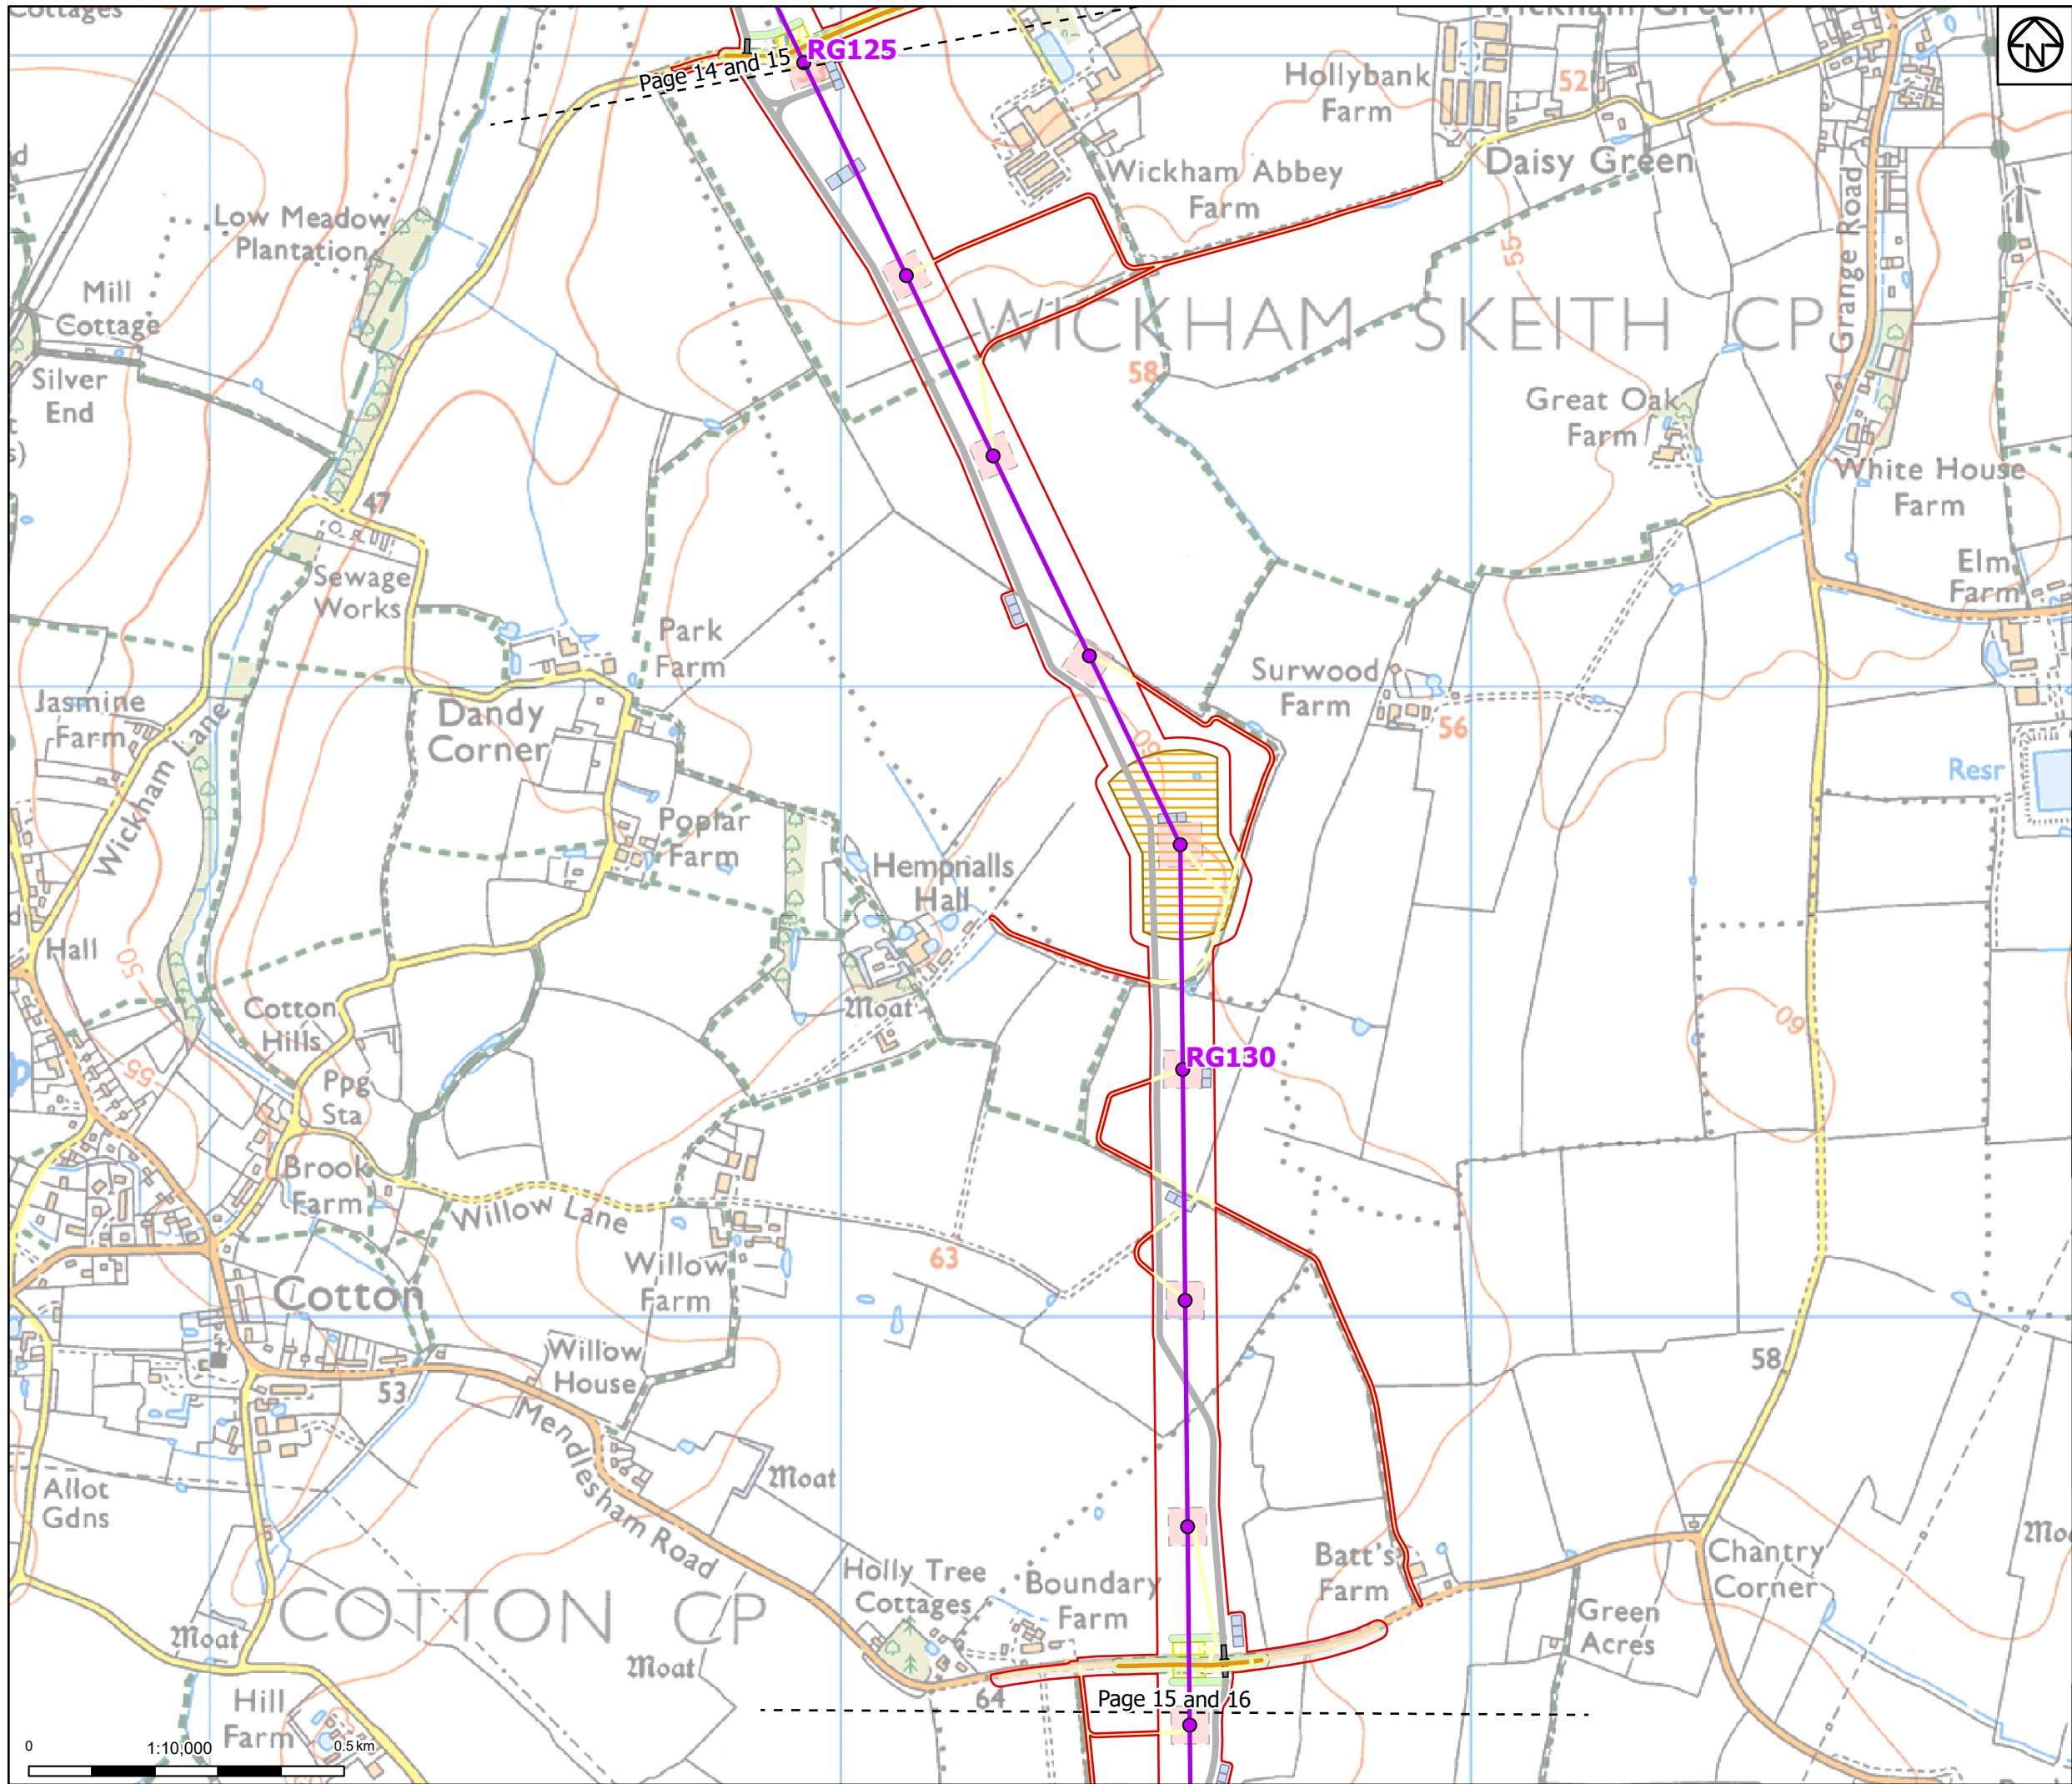 Cottages
Wickham Green
N
RG125
Page 14 and 15
Hollybank
Farm
52
Daisy Green
Wickham Abbey
Farm
Low Meadow
Plantation
Grange Road
55
Mill
Cottage
WICKHAM SKEITH CP
58
Silver
End
Great Oak
Farm
White House
Farm
47
Sewage
Works
Elm
Farm
Park
Farm
Surwood
Farm
56
Jasmine
Farm
Dandy
Corner
60
Resr
Wickham Lane
Poplar
Farm
Hempnalls
Hall
Hall
50
Moat
Cotton
Hills
60
55
RG130
Ppg
Sta
Brook
Farm
Willow Lane
Willow
Farm
63
Cotton
Willow
House
58
53
Mendlesham Road
Moat
Allot
Gdns
Holly Tree
Cottages
Boundary
Farm
Batt's
Farm
Chantry
Corner
COTTON CP
Green
Acres
Moat
Moat
64
Page 15 and 16
Hill
Farm
0
1:10,000
0.5 km